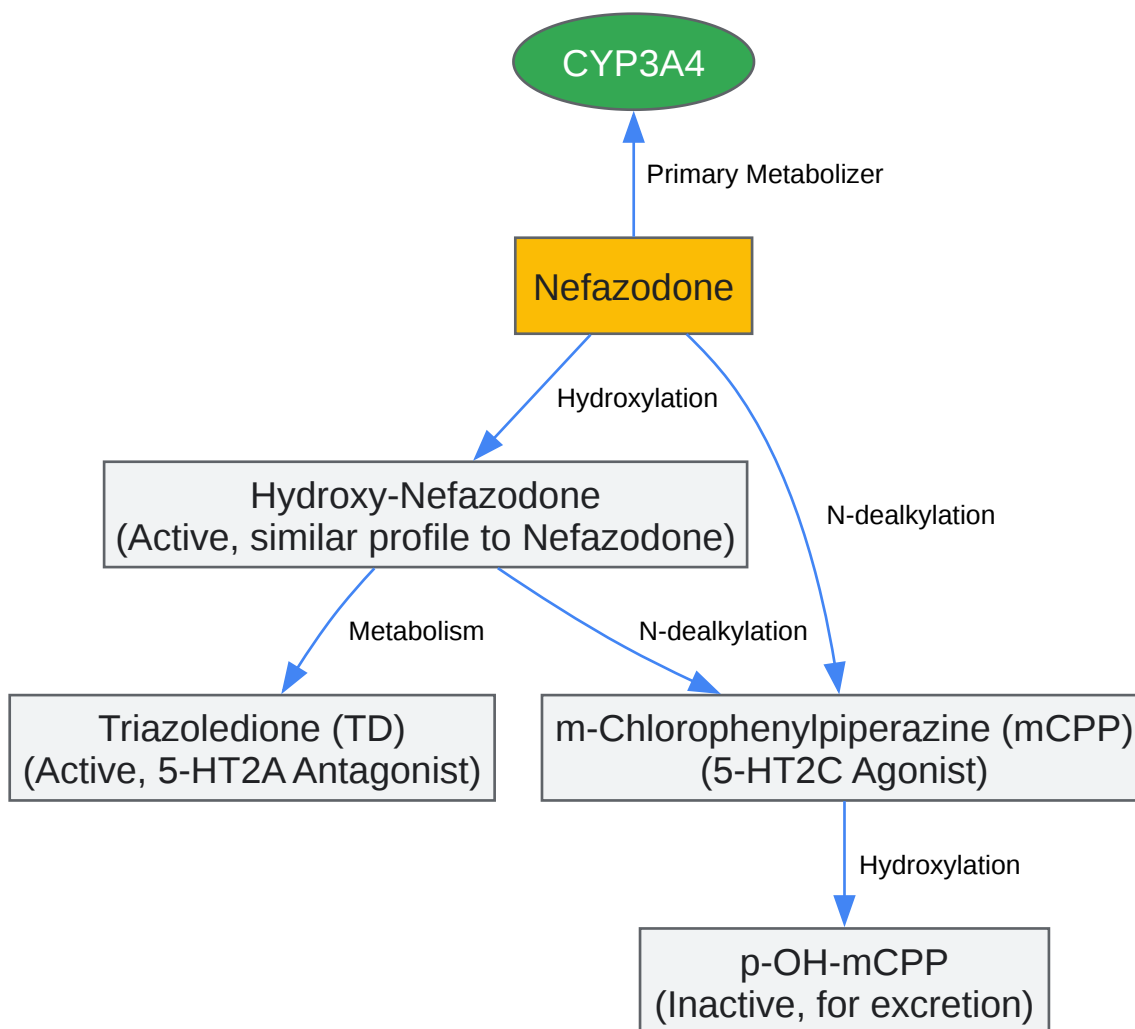 CYP3A4
Primary Metabolizer
Nefazodone
Hydroxylation
N-dealkylation
Hydroxy-Nefazodone
(Active, similar profile to Nefazodone)
Metabolism
N-dealkylation
Triazoledione (TD)
(Active, 5-HT2A Antagonist)
m-Chlorophenylpiperazine (mCPP)
(5-HT2C Agonist)
Hydroxylation
p-OH-mCPP
(Inactive, for excretion)